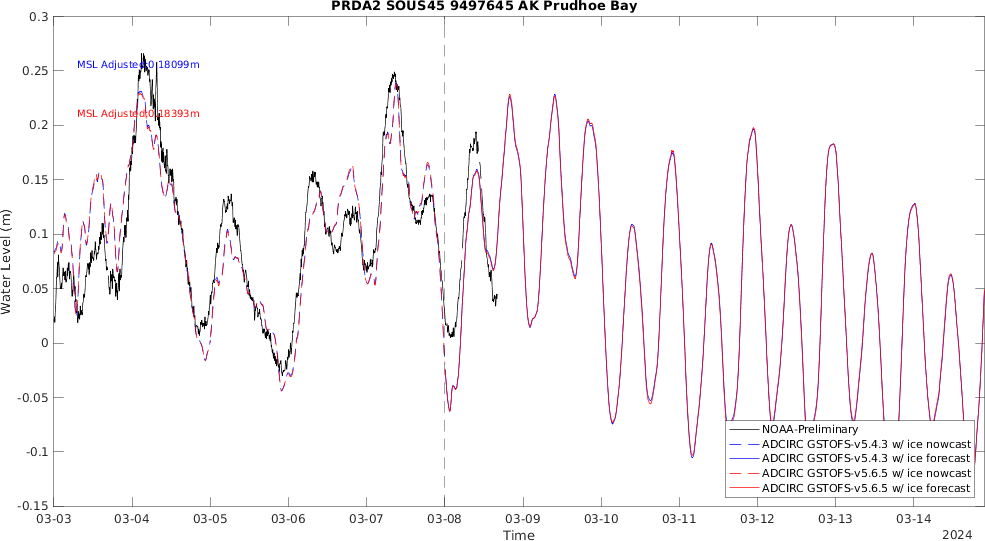 PRDA2 SOUS45 9497645 AK Prudhoe Bay
0.3
0.25
0.2
0.15
0.1
0.05
0
-0.05
-0.1
-0.15
Water Level (m)
MSL Adjusted:0.18099m
MSL Adjusted:0.18393m
NOAA-Preliminary
ADCIRC GSTOFS-v5.4.3 w/ ice nowcast
ADCIRC GSTOFS-v5.4.3 w/ ice forecast
ADCIRC GSTOFS-v5.6.5 w/ ice nowcast
ADCIRC GSTOFS-v5.6.5 w/ ice forecast
03-03 03-04 03-05 03-06 03-07 03-08 03-09 03-10 03-11 03-12 03-13 03-14
Time
2024